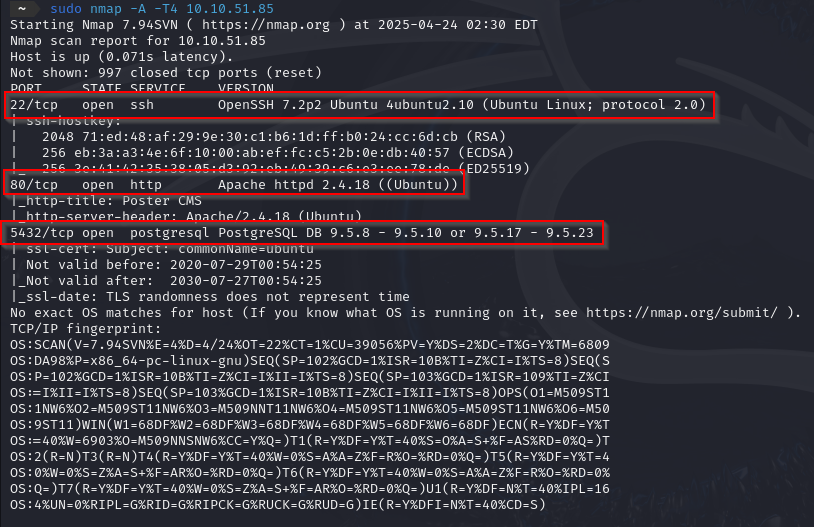 ~ sudo nmap -A -T4 10.10.51.85
Starting Nmap 7.94SVN ( https://nmap.org ) at 2025-04-24 02:30 EDT
Nmap scan report for 10.10.51.85
Host is up (0.071s latency).
Not shown: 997 closed tcp ports (reset)
PORT     STATE SERVICE    VERSION
22/tcp   open  ssh        OpenSSH 7.2p2 Ubuntu 4ubuntu2.10 (Ubuntu Linux; protocol 2.0)
| ssh-hostkey:
|   2048 71:ed:48:af:29:9e:30:c1:b6:1d:ff:b0:24:cc:6d:cb (RSA)
|   256 eb:3a:a3:4e:6f:10:00:ab:ef:fc:c5:2b:0e:db:40:57 (ECDSA)
|_  256 3e:41:42:35:38:05:d3:92:eb:49:39:c6:e3:ee:78:de (ED25519)
80/tcp   open  http       Apache httpd 2.4.18 ((Ubuntu))
|_http-title: Poster CMS
|_http-server-header: Apache/2.4.18 (Ubuntu)
5432/tcp open  postgresql PostgreSQL DB 9.5.8 - 9.5.10 or 9.5.17 - 9.5.23
| ssl-cert: Subject: commonName=ubuntu
| Not valid before: 2020-07-29T00:54:25
|_Not valid after:  2030-07-27T00:54:25
|_ssl-date: TLS randomness does not represent time
No exact OS matches for host (If you know what OS is running on it, see https://nmap.org/submit/ ).
TCP/IP fingerprint:
OS:SCAN(V=7.94SVN%E=4%D=4/24%OT=22%CT=1%CU=39056%PV=Y%DS=2%DC=T%G=Y%TM=6809
OS:DA98%P=x86_64-pc-linux-gnu)SEQ(SP=102%GCD=1%ISR=10B%TI=Z%CI=I%TS=8)SEQ(S
OS:P=102%GCD=1%ISR=10B%TI=Z%CI=I%II=I%TS=8)SEQ(SP=103%GCD=1%ISR=109%TI=Z%CI
OS:=I%II=I%TS=8)SEQ(SP=103%GCD=1%ISR=10B%TI=Z%CI=I%II=I%TS=8)OPS(O1=M509ST1
OS:1NW6%O2=M509ST11NW6%O3=M509NNT11NW6%O4=M509ST11NW6%O5=M509ST11NW6%O6=M50
OS:9ST11)WIN(W1=68DF%W2=68DF%W3=68DF%W4=68DF%W5=68DF%W6=68DF)ECN(R=Y%DF=Y%T
OS:=40%W=6903%O=M509NNSNW6%CC=Y%Q=)T1(R=Y%DF=Y%T=40%S=O%A=S+%F=AS%RD=0%Q=)T
OS:2(R=N)T3(R=N)T4(R=Y%DF=Y%T=40%W=0%S=A%A=Z%F=R%O=%RD=0%Q=)T5(R=Y%DF=Y%T=4
OS:0%W=0%S=Z%A=S+%F=AR%O=%RD=0%Q=)T6(R=Y%DF=Y%T=40%W=0%S=A%A=Z%F=R%O=%RD=0%
OS:Q=)T7(R=Y%DF=Y%T=40%W=0%S=Z%A=S+%F=AR%O=%RD=0%Q=)U1(R=Y%DF=N%T=40%IPL=16
OS:4%UN=0%RIPL=G%RID=G%RIPCK=G%RUCK=G%RUD=G)IE(R=Y%DFI=N%T=40%CD=S)